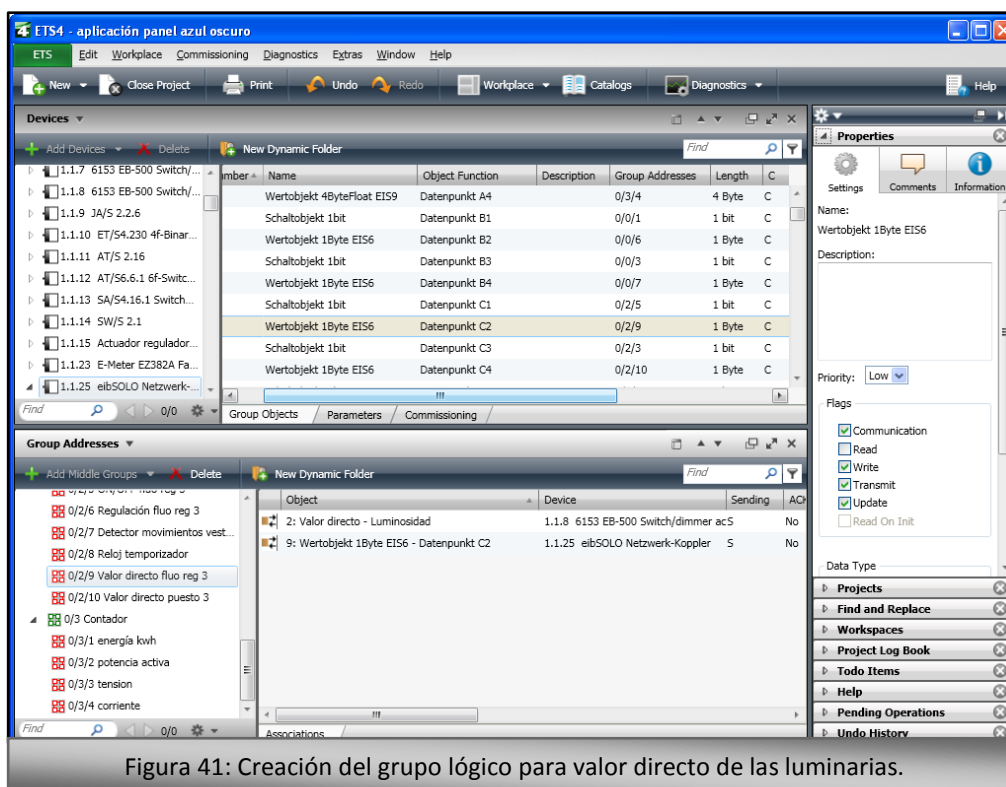 ETS4 - aplicación panel azul oscuro
ETS Edit Workplace Commissioning Diagnostics Extras Window Help
New Close Project Print Undo Redo Workplace Catalogs Diagnostics Help
Devices
Add Devices Delete New Dynamic Folder Find
1.1.7 6153 EB-500 Switch/...
1.1.8 6153 EB-500 Switch/...
1.1.9 JA/S 2.2.6
1.1.10 ET/S4.230 4f-Binar...
1.1.11 AT/S 2.16
1.1.12 AT/S6.6.1 6f-Switc...
1.1.13 SA/S4.16.1 Switch...
1.1.14 SW/S 2.1
1.1.15 Actuador regulador...
1.1.23 E-Meter EZ382A Fa...
1.1.25 eibSOLO Netzwerk-...
Find 0/0
umber Name Object Function Description Group Addresses Length C
Wertobjekt 4ByteFloat EIS9 Datenpunkt A4 0/3/4 4 Byte C
Schaltobjekt 1bit Datenpunkt B1 0/0/1 1 bit C
Wertobjekt 1Byte EIS6 Datenpunkt B2 0/0/6 1 Byte C
Schaltobjekt 1bit Datenpunkt B3 0/0/3 1 bit C
Wertobjekt 1Byte EIS6 Datenpunkt B4 0/0/7 1 Byte C
Schaltobjekt 1bit Datenpunkt C1 0/2/5 1 bit C
Wertobjekt 1Byte EIS6 Datenpunkt C2 0/2/9 1 Byte C
Schaltobjekt 1bit Datenpunkt C3 0/2/3 1 bit C
Wertobjekt 1Byte EIS6 Datenpunkt C4 0/2/10 1 Byte C
Group Objects Parameters Commissioning
Group Addresses
Add Middle Groups Delete New Dynamic Folder Find
0/2/5 ON/OFF fluo reg 3
0/2/6 Regulación fluo reg 3
0/2/7 Detector movimientos vest...
0/2/8 Reloj temporizador
0/2/9 Valor directo fluo reg 3
0/2/10 Valor directo puesto 3
0/3 Contador
0/3/1 energía kwh
0/3/2 potencia activa
0/3/3 tension
0/3/4 corriente
Find 0/0
Object Device Sending ACK
2: Valor directo - Luminosidad 1.1.8 6153 EB-500 Switch/dimmer ac S No
9: Wertobjekt 1Byte EIS6 - Datenpunkt C2 1.1.25 eibSOLO Netzwerk-Koppler S No
Associations
Properties
Settings Comments Information
Name:
Wertobjekt 1Byte EIS6
Description:
Priority: Low
Flags
Communication
Read
Write
Transmit
Update
Read On Init
Data Type
Projects
Find and Replace
Workspaces
Project Log Book
Todo Items
Help
Pending Operations
Undo History
Figura 41: Creación del grupo lógico para valor directo de las luminarias.